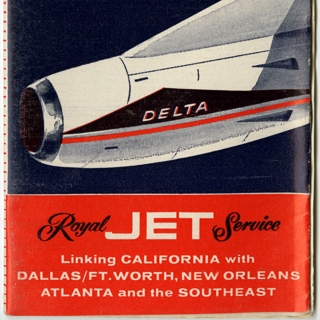 DELTA
Royal JET Service
Linking CALIFORNIA with
DALLAS/FT.WORTH, NEW ORLEANS
ATLANTA and the SOUTHEAST